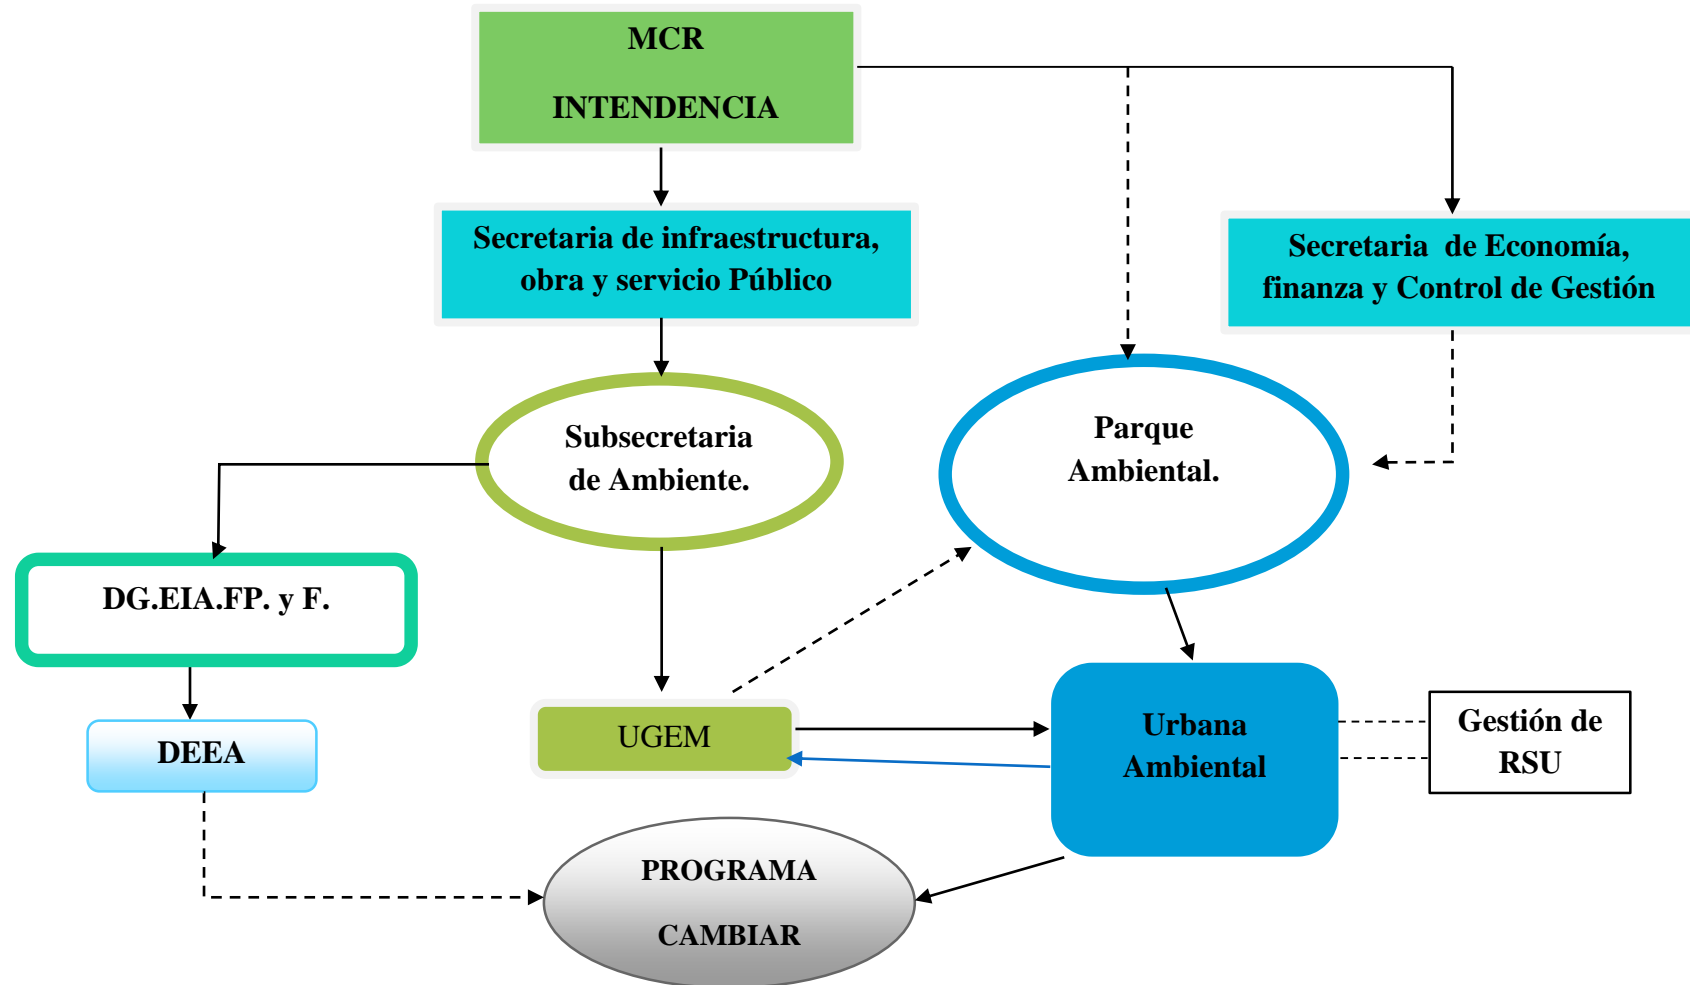 MCR
INTENDENCIA
Secretaria de infraestructura,
obra y servicio Público
Secretaria de Economía,
finanza y Control de Gestión
Subsecretaria
de Ambiente.
Parque
Ambiental.
DG.EIA.FP. y F.
DEEA
UGEM
Urbana
Ambiental
Gestión de
RSU
PROGRAMA
CAMBIAR